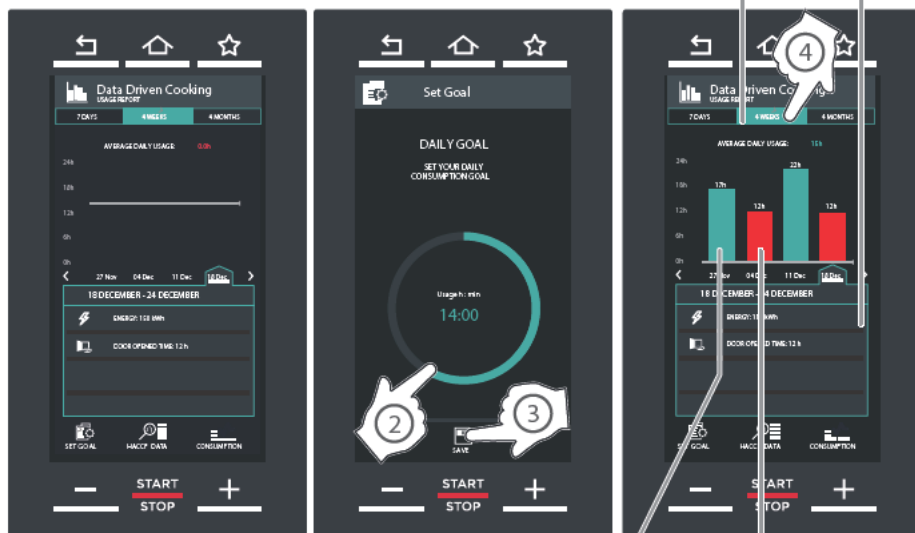 Data Driven Cooking
USAGE REPORT
7 DAYS 4 WEEKS 4 MONTHS
AVERAGE DAILY USAGE: 0.0h
24h
18h
12h
6h
0h
27 Nov 04 Dec 11 Dec 18 Dec
18 DECEMBER - 24 DECEMBER
ENERGY: 158 kWh
DOOR OPENED TIME: 12 h
SET GOAL HACCP DATA CONSUMPTION
START
STOP
Set Goal
DAILY GOAL
SET YOUR DAILY
CONSUMPTION GOAL
Usage h : min
14:00
2
3
SAVE
START
STOP
4
Data Driven
USAGE REPORT
7 DAYS 4 WEEKS 4 MONTHS
AVERAGE DAILY USAGE: 15h
24h
18h
12h
6h
0h
17h
12h
22h
12h
04 Dec 11 Dec 18 Dec
DOOR OPENED TIME: 12 h
SET GOAL HACCP DATA CONSUMPTION
START
STOP